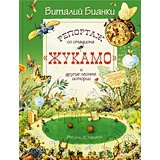 Виталий Бианки
РЕПОРТАЖ
со стадиона
«ЖУКАМО»
и
другие лесные
истории